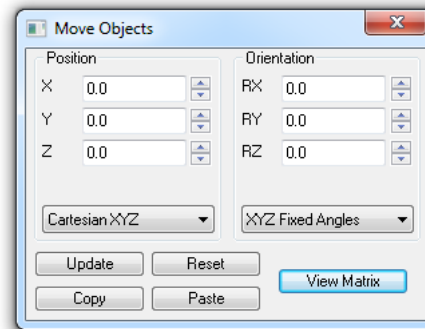 Move Objects
Position
Orientation
X 0.0 RX 0.0
Y 0.0 RY 0.0
Z 0.0 RZ 0.0
Cartesian XYZ XYZ Fixed Angles
Update Reset
View Matrix
Copy Paste